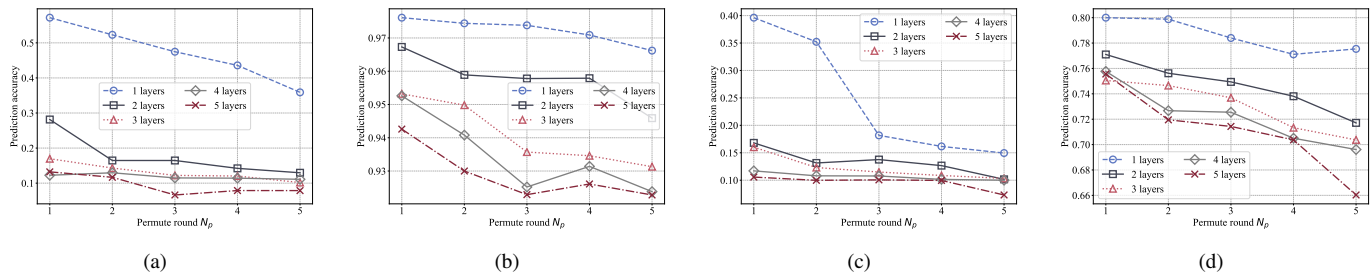 Prediction accuracy
0.5
0.4
0.3
0.2
0.1
1 layers
2 layers
3 layers
4 layers
5 layers
1 2 3 4 5
Permute round Nₚ
(a)
Prediction accuracy
0.97
0.96
0.95
0.94
0.93
1 layers
2 layers
3 layers
4 layers
5 layers
1 2 3 4 5
Permute round Nₚ
(b)
Prediction accuracy
0.40
0.35
0.30
0.25
0.20
0.15
0.10
1 layers
2 layers
3 layers
4 layers
5 layers
1 2 3 4 5
Permute round Nₚ
(c)
Prediction accuracy
0.80
0.78
0.76
0.74
0.72
0.70
0.68
0.66
1 layers
2 layers
3 layers
4 layers
5 layers
1 2 3 4 5
Permute round Nₚ
(d)